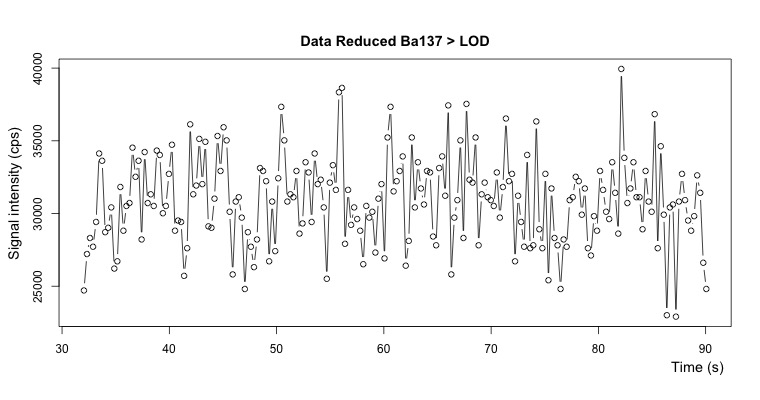 Data Reduced Ba137 > LOD
Signal intensity (cps)
40000
35000
30000
25000
30 40 50 60 70 80 90
Time (s)